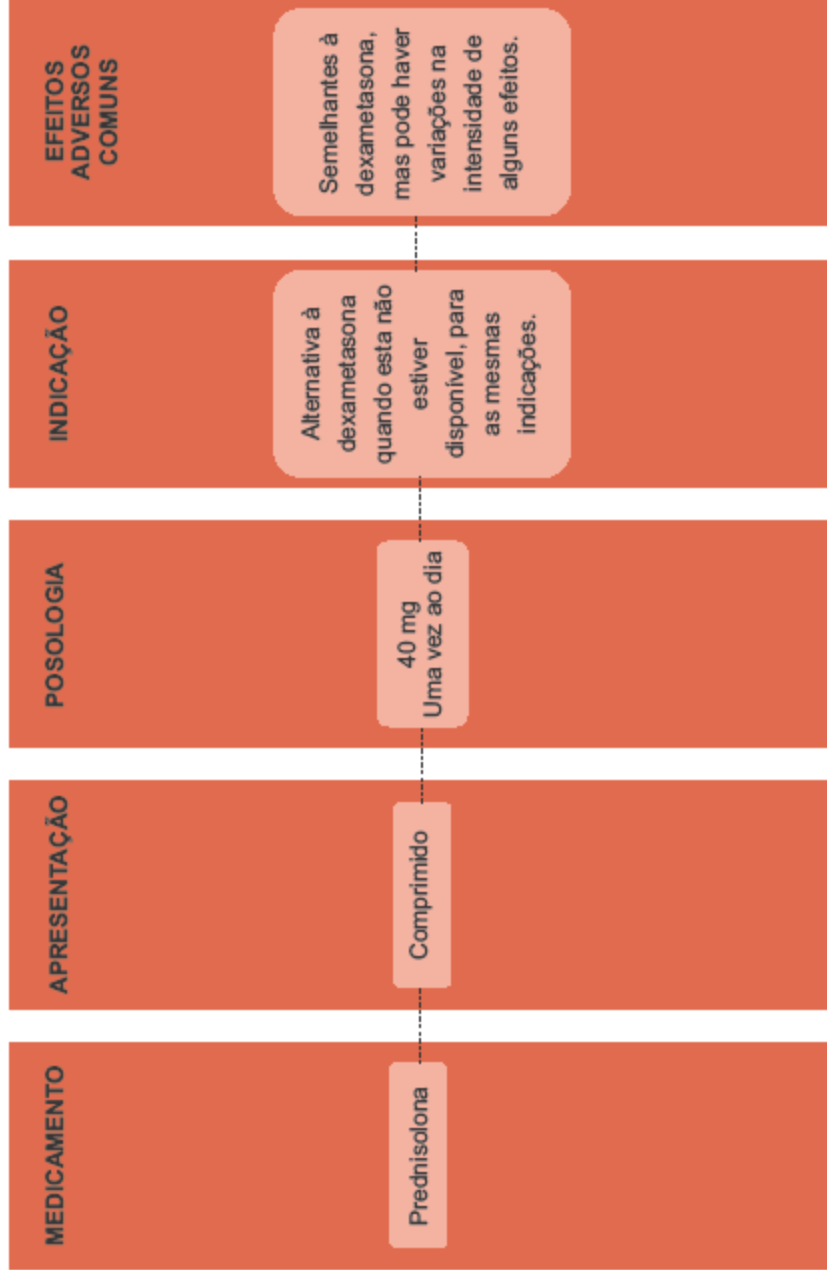 MEDICAMENTO
Prednisolona
APRESENTAÇÃO
Comprimido
POSOLOGIA
40 mg
Uma vez ao dia
INDICAÇÃO
Alternativa à
dexametasona
quando esta não
estiver
disponível, para
as mesmas
indicações.
EFEITOS
ADVERSOS
COMUNS
Semelhantes à
dexametasona,
mas pode haver
variações na
intensidade de
alguns efeitos.